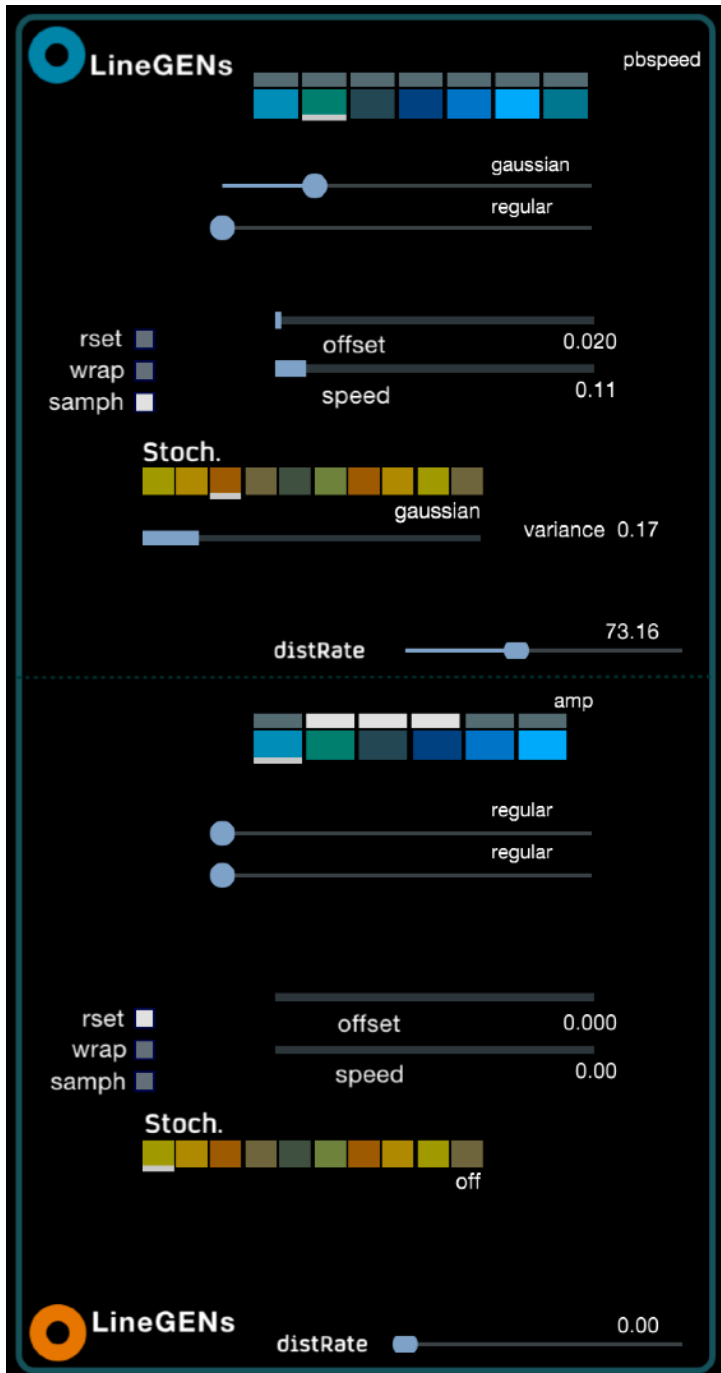 LineGENs
pbspeed
gaussian
regular
rset
offset 0.020
wrap
speed 0.11
samph
Stoch.
gaussian
variance 0.17
distRate 73.16
amp
regular
regular
rset
offset 0.000
wrap
speed 0.00
samph
Stoch.
off
LineGENs
distRate 0.00